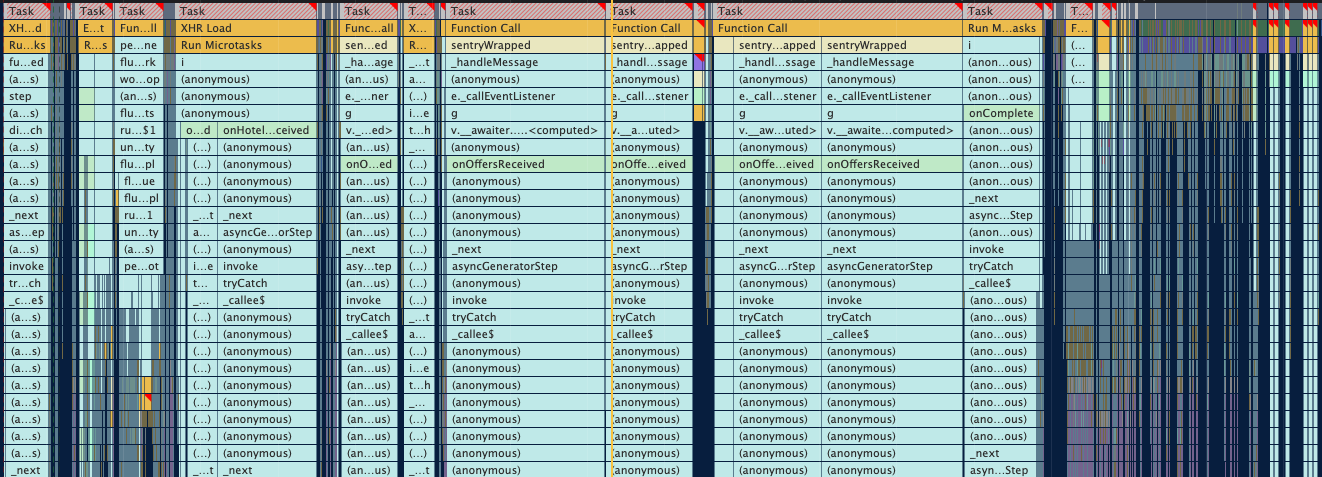 Task Task Task Task Task T... Task Task Task Task T...
XH...d E...t Fun...ll XHR Load Func...all X... Function Call Function Call Function Call Run M...asks F...
Ru...ks R...s pe...ne Run Microtasks sen...ed R... sentryWrapped sentry...apped sentry...apped sentryWrapped i (...
fu...ed flu...rk i _ha...age _...t _handleMessage _handl...ssage _handl...ssage _handleMessage (anon...ous) (...
(a...s) wo...op (anonymous) (an...us) a... (anonymous) (anonymous) (anonymous) (anonymous) (anon...ous) (...
step (an...s) (anonymous) e._...ner (...) e._callEventListener e._cal...stener e._call...stener e._callEventListener (anon...ous)
(a...s) flu...ts (anonymous) g i...e g g g g onComplete
di...ch ru...$1 o...d onHotel...ceived v._...ed> t...h v.__awaiter.....<computed> v.__a...uted> v.__aw...uted> v.__awaite...computed> (anon...ous)
(a...s) un...ty (...) (anonymous) (an...us) _... (anonymous) (anonymous) (anonymous) (anonymous) (anon...ous)
(a...s) flu...pl (...) (anonymous) onO...ed (...) onOffersReceived onOffe...eived onOffe...eived onOffersReceived (anon...ous)
(a...s) fl...ue (...) (anonymous) (an...us) (...) (anonymous) (anonymous) (anonymous) (anonymous) (anon...ous)
(a...s) flu...pl (...) (anonymous) (an...us) (...) (anonymous) (anonymous) (anonymous) (anonymous) _next
_next ru...1 _...t _next (an...us) (...) (anonymous) (anonymous) (anonymous) (anonymous) async...Step
as...ep un...ty a... asyncGe...orStep (an...us) (...) (anonymous) (anonymous) (anonymous) (anonymous) (anon...ous)
(a...s) (a...s) (...) (anonymous) _next (...) _next _next _next _next invoke
invoke pe...ot i...e invoke asy...tep (...) asyncGeneratorStep asyncG...rStep asyncG...rStep asyncGeneratorStep tryCatch
tr...ch t... tryCatch (an...us) (...) (anonymous) (anonymous) (anonymous) (anonymous) _callee$
_c...e$ _... _callee$ invoke (...) invoke invoke invoke invoke (ano...ous)
(a...s) (...) (anonymous) tryCatch _...t tryCatch tryCatch tryCatch tryCatch (ano...ous)
(a...s) (...) (anonymous) _callee$ a... _callee$ _callee$ _callee$ _callee$ (ano...ous)
(a...s) (...) (anonymous) (an...us) (...) (anonymous) (anonymous) (anonymous) (anonymous) (ano...ous)
(a...s) (...) (anonymous) (an...us) i...e (anonymous) (anonymous) (anonymous) (anonymous) (ano...ous)
(a...s) (...) (anonymous) (an...us) t...h (anonymous) (anonymous) (anonymous) (anonymous) (ano...ous)
(a...s) (...) (anonymous) (an...us) _... (anonymous) (anonymous) (anonymous) (anonymous) (ano...ous)
(a...s) (...) (anonymous) (an...us) (...) (anonymous) (anonymous) (anonymous) (anonymous) (ano...ous)
(a...s) (...) (anonymous) (an...us) (...) (anonymous) (anonymous) (anonymous) (anonymous) (ano...ous)
(a...s) (...) (anonymous) (an...us) (...) (anonymous) (anonymous) (anonymous) (anonymous) _next
_next _...t _next (an...us) _...t (anonymous) (anonymous) (anonymous) (anonymous) asyn...Step